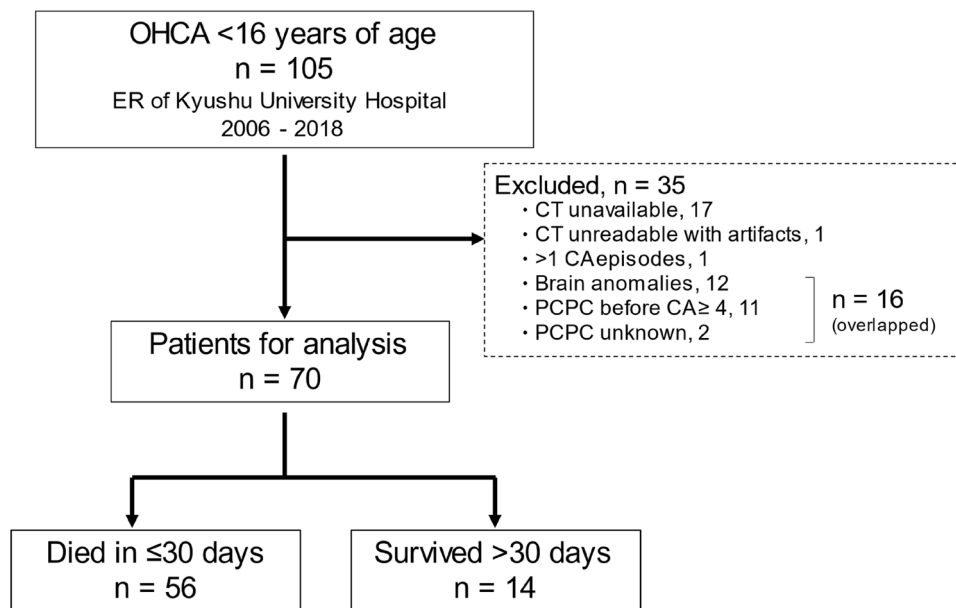 OHCA <16 years of age
n = 105
ER of Kyushu University Hospital
2006 - 2018
Excluded, n = 35
・CT unavailable, 17
・CT unreadable with artifacts, 1
・>1 CA episodes, 1
・Brain anomalies, 12
・PCPC before CA ≥ 4, 11
・PCPC unknown, 2
n = 16
(overlapped)
Patients for analysis
n = 70
Died in ≤30 days
n = 56
Survived >30 days
n = 14